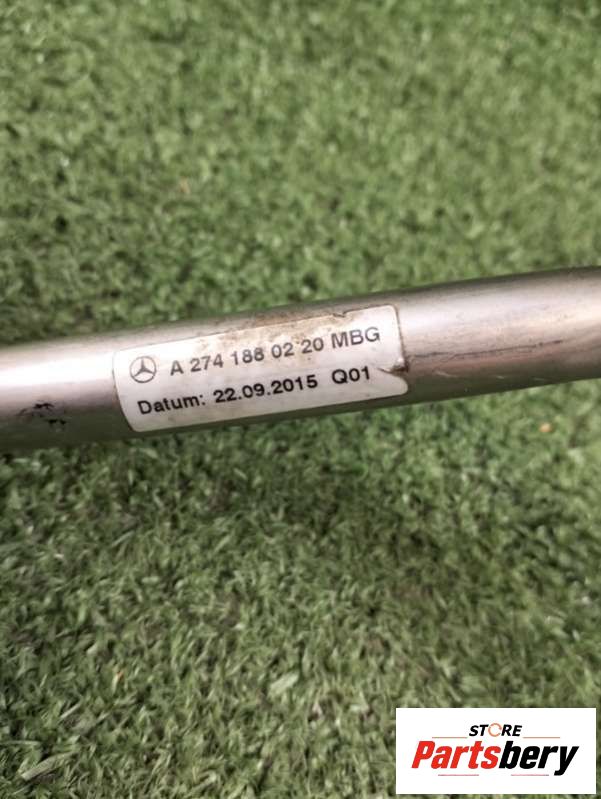 A 274 188 02 20 MBG
Datum: 22.09.2015 Q01
STORE
Partsbery